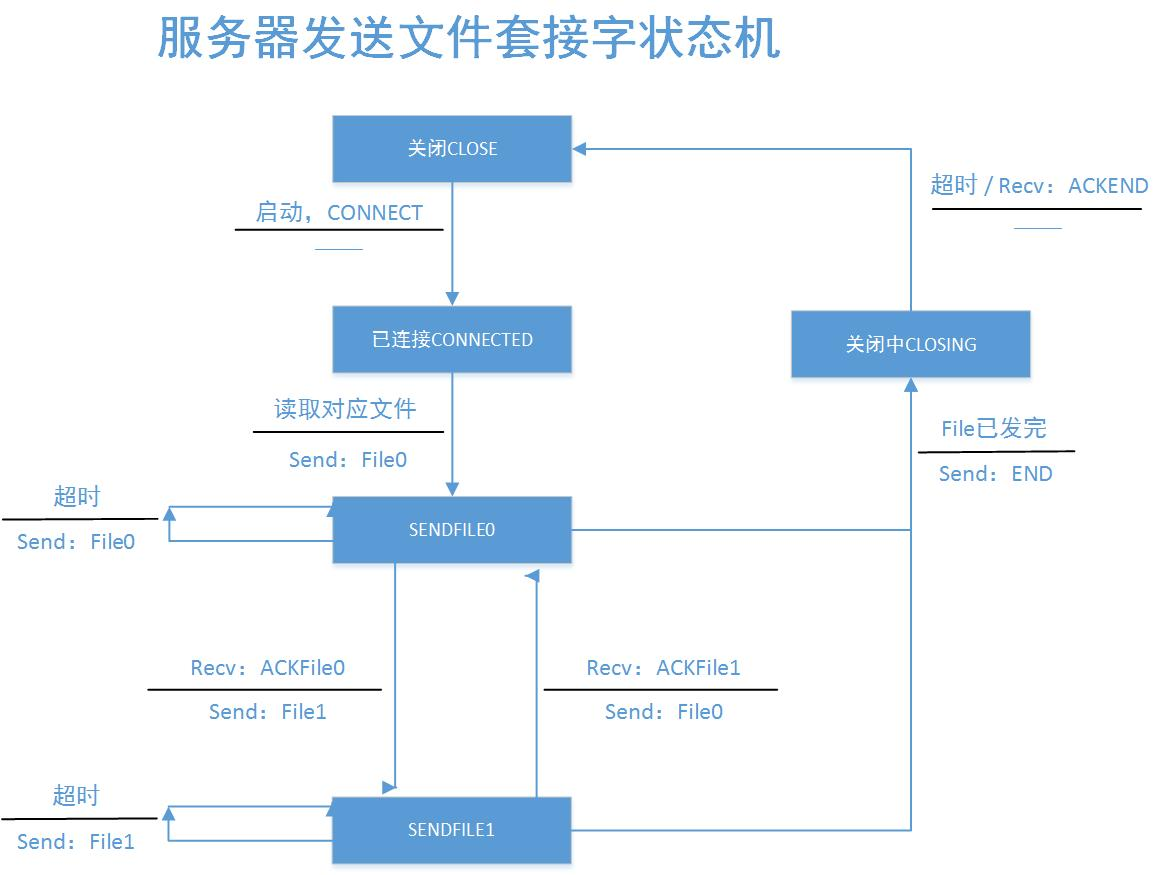 服务器发送文件套接字状态机
关闭CLOSE
超时 / Recv：ACKEND
启动，CONNECT
已连接CONNECTED
关闭中CLOSING
读取对应文件
Send：File0
File已发完
Send：END
超时
Send：File0
SENDFILE0
Recv：ACKFile0
Send：File1
Recv：ACKFile1
Send：File0
超时
Send：File1
SENDFILE1